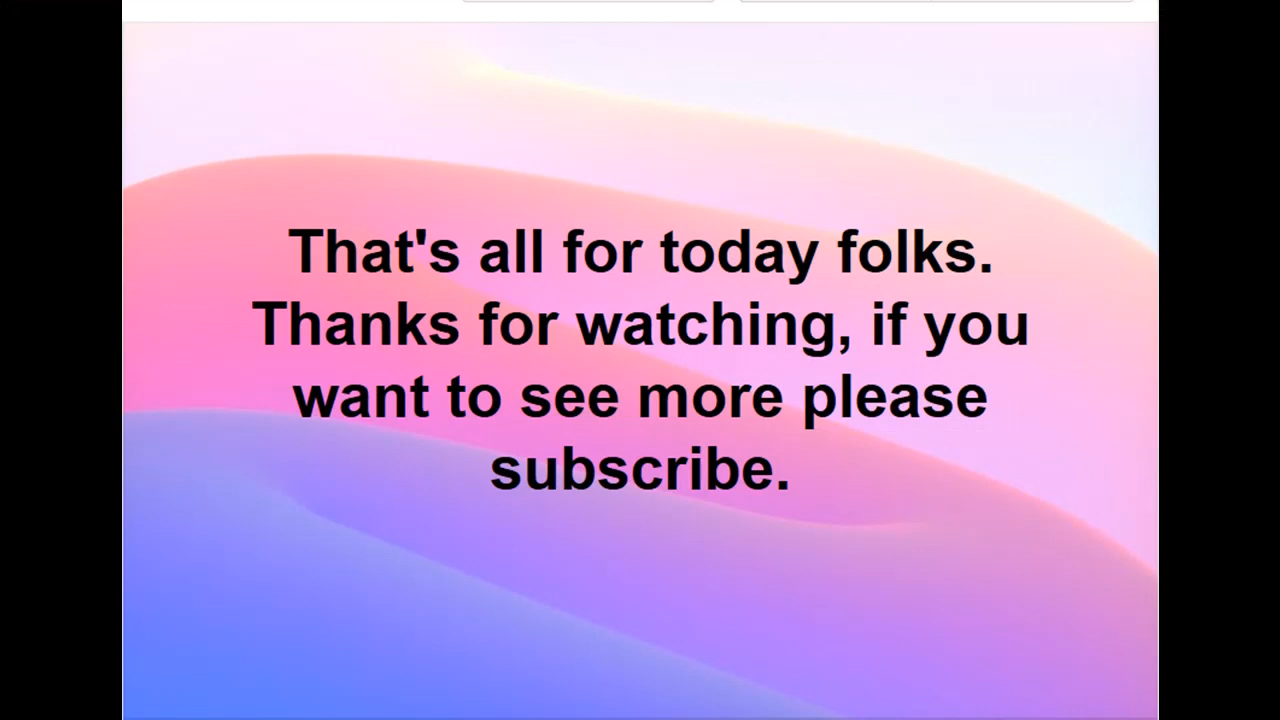 That's all for today folks.
Thanks for watching, if you
want to see more please
subscribe.